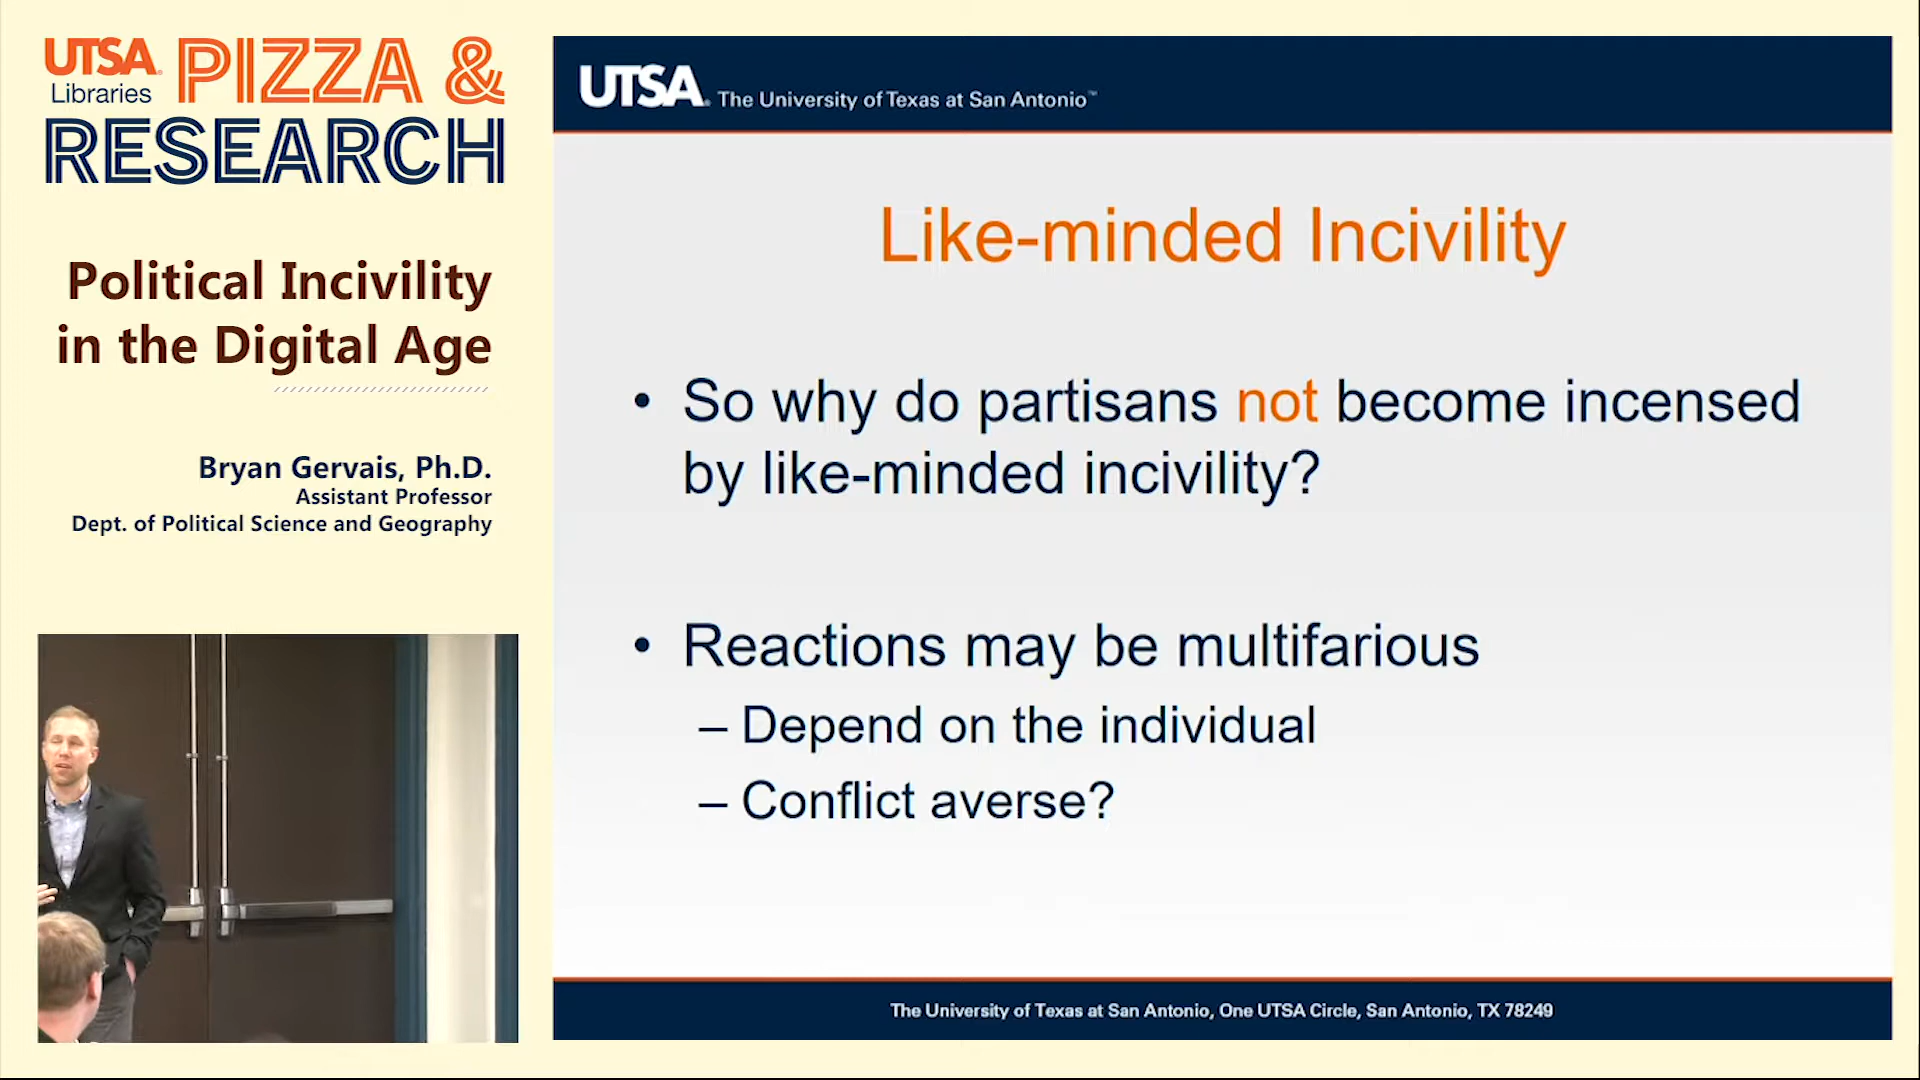 UTSA
Libraries
PIZZA &
RESEARCH
Political Incivility
in the Digital Age
Bryan Gervais, Ph.D.
Assistant Professor
Dept. of Political Science and Geography
UTSA® The University of Texas at San Antonio™
Like-minded Incivility
• So why do partisans not become incensed
by like-minded incivility?
• Reactions may be multifarious
– Depend on the individual
– Conflict averse?
The University of Texas at San Antonio, One UTSA Circle, San Antonio, TX 78249